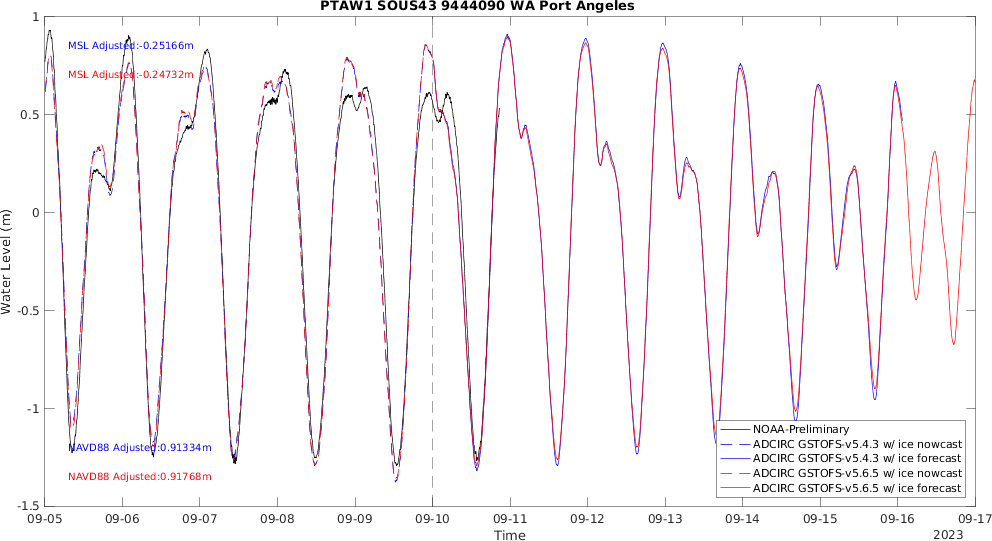 PTAW1 SOUS43 9444090 WA Port Angeles
1
0.5
0
-0.5
-1
-1.5
Water Level (m)
MSL Adjusted:-0.25166m
MSL Adjusted:-0.24732m
NAVD88 Adjusted:0.91334m
NAVD88 Adjusted:0.91768m
NOAA-Preliminary
ADCIRC GSTOFS-v5.4.3 w/ ice nowcast
ADCIRC GSTOFS-v5.4.3 w/ ice forecast
ADCIRC GSTOFS-v5.6.5 w/ ice nowcast
ADCIRC GSTOFS-v5.6.5 w/ ice forecast
09-05 09-06 09-07 09-08 09-09 09-10 09-11 09-12 09-13 09-14 09-15 09-16 09-17
Time
2023